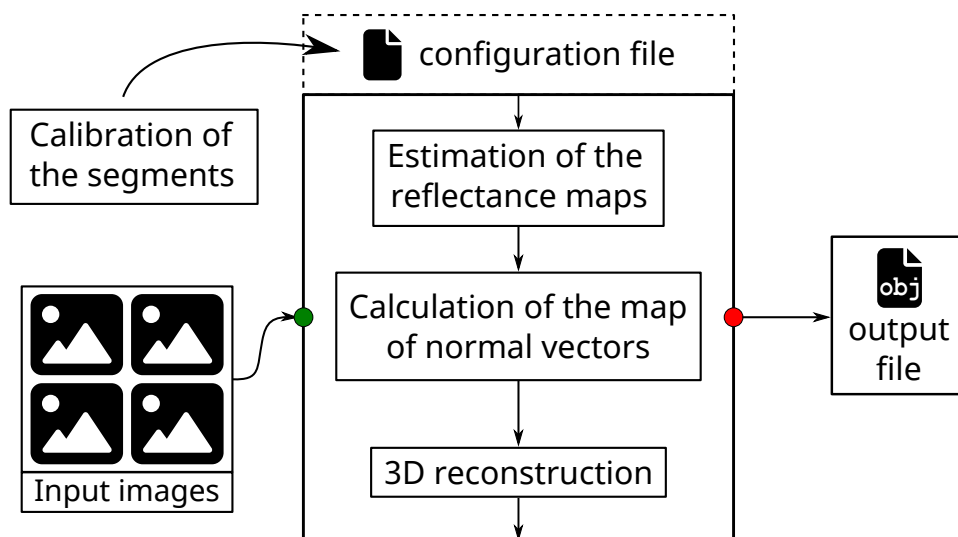 configuration file
Calibration of
the segments
Estimation of the
reflectance maps
Calculation of the map
of normal vectors
3D reconstruction
Input images
obj
output
file